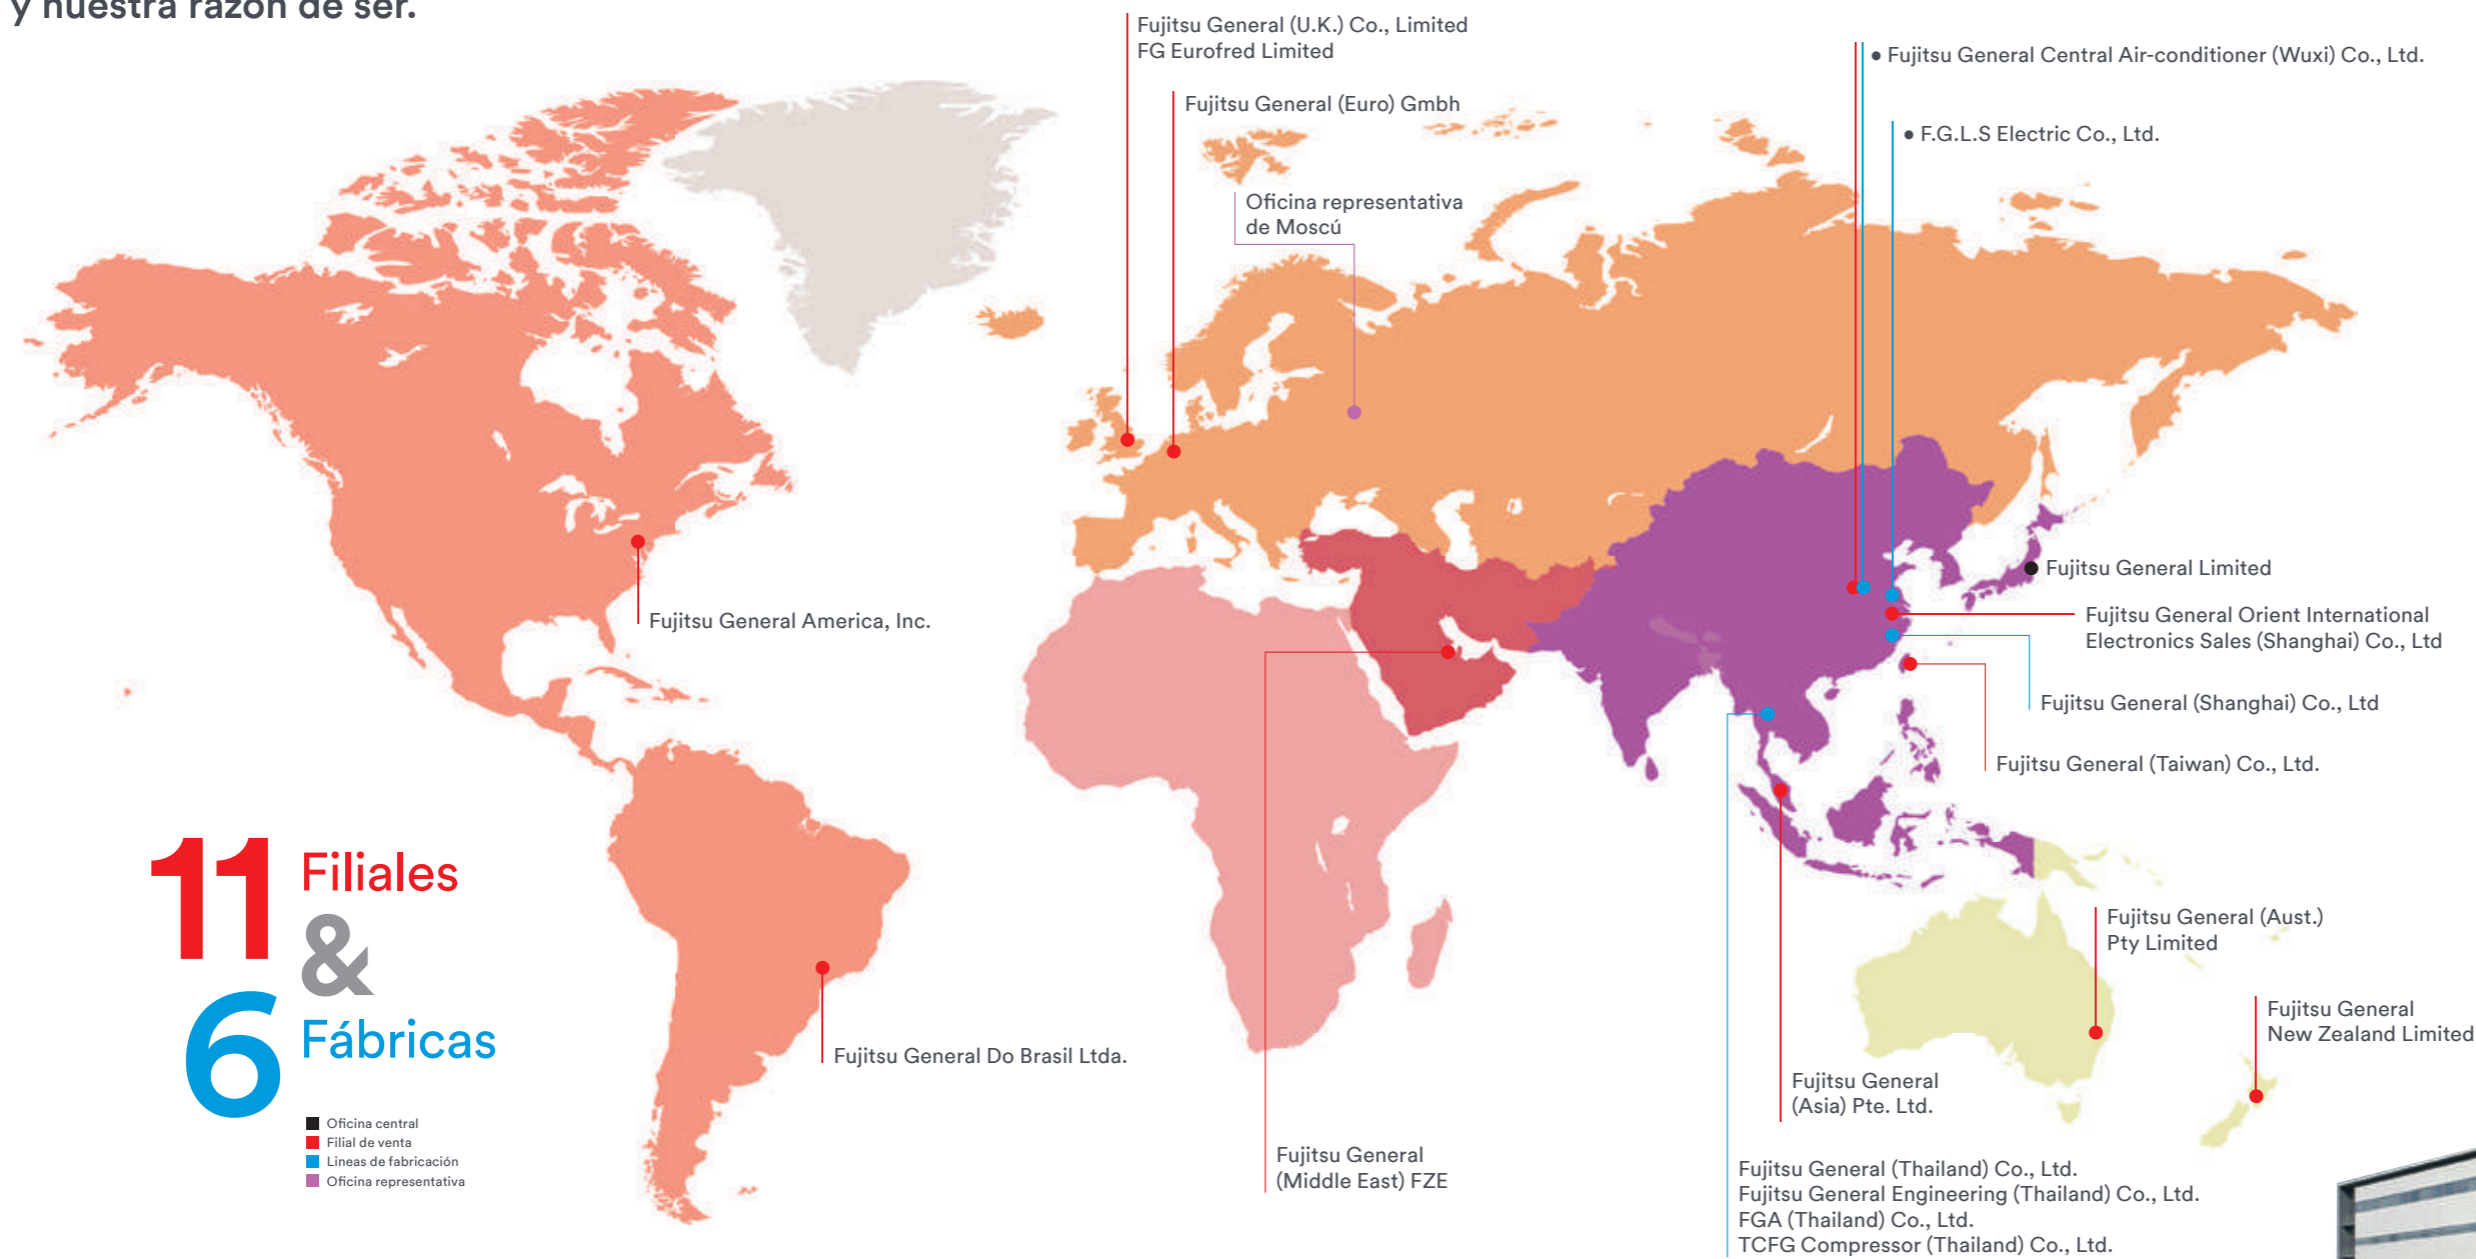 y nuestra razón de ser.
Fujitsu General (U.K.) Co., Limited
FG Eurofred Limited
Fujitsu General (Euro) Gmbh
Oficina representativa
de Moscú
• Fujitsu General Central Air-conditioner (Wuxi) Co., Ltd.
• F.G.L.S Electric Co., Ltd.
Fujitsu General Limited
Fujitsu General Orient International
Electronics Sales (Shanghai) Co., Ltd
Fujitsu General (Shanghai) Co., Ltd
Fujitsu General (Taiwan) Co., Ltd.
Fujitsu General America, Inc.
Fujitsu General Do Brasil Ltda.
Fujitsu General (Aust.)
Pty Limited
Fujitsu General
New Zealand Limited
Fujitsu General
(Asia) Pte. Ltd.
Fujitsu General
(Middle East) FZE
Fujitsu General (Thailand) Co., Ltd.
Fujitsu General Engineering (Thailand) Co., Ltd.
FGA (Thailand) Co., Ltd.
TCFG Compressor (Thailand) Co., Ltd.
11 Filiales
&
6 Fábricas
Oficina central
Filial de venta
Lineas de fabricación
Oficina representativa